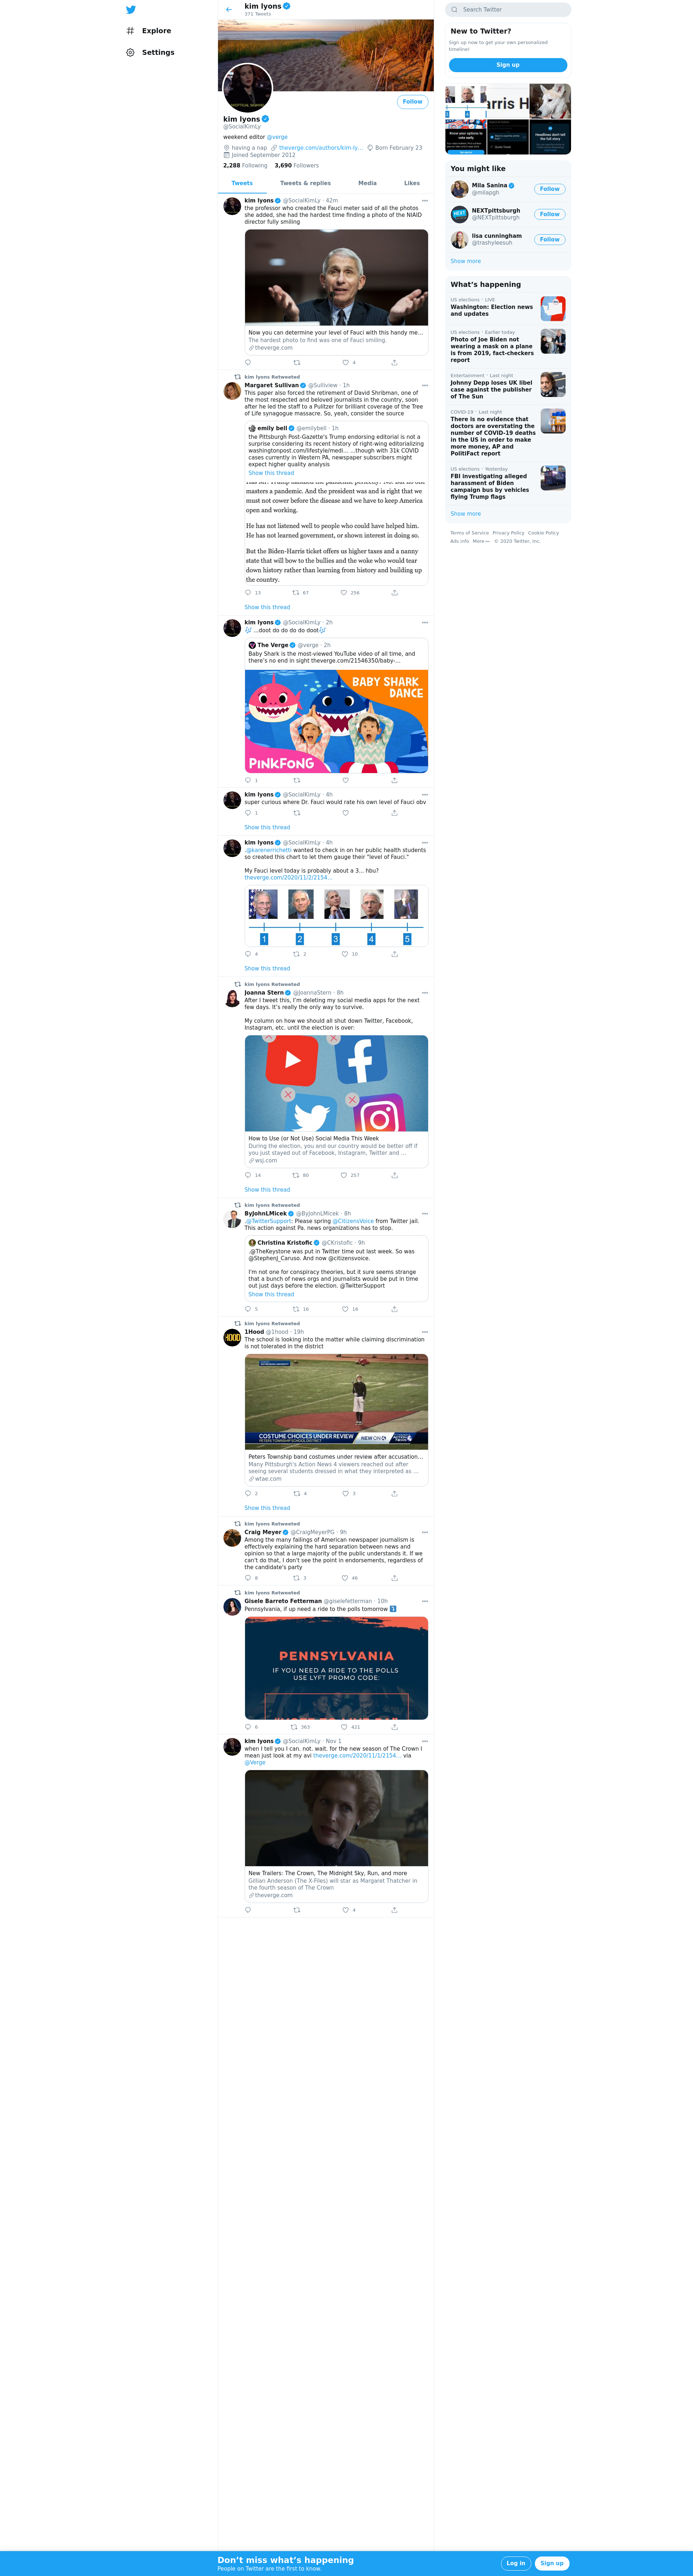 Explore
Settings
kim lyons
371 Tweets
Follow
kim lyons
@SocialKimLy
weekend editor @verge
having a nap theverge.com/authors/kim-ly… Born February 23
Joined September 2012
2,288 Following 3,690 Followers
Tweets Tweets & replies Media Likes
kim lyons @SocialKimLy · 42m
the professor who created the Fauci meter said of all the photos
she added, she had the hardest time finding a photo of the NIAID
director fully smiling
Now you can determine your level of Fauci with this handy me...
The hardest photo to find was one of Fauci smiling.
theverge.com
4
kim lyons Retweeted
Margaret Sullivan @Sulliview · 1h
This paper also forced the retirement of David Shribman, one of
the most respected and beloved journalists in the country, soon
after he led the staff to a Pulitzer for brilliant coverage of the Tree
of Life synagogue massacre. So, yeah, consider the source
emily bell @emilybell · 1h
the Pittsburgh Post-Gazette's Trump endorsing editorial is not a
surprise considering its recent history of right-wing editorializing
washingtonpost.com/lifestyle/medi… ...though with 31k COVID
cases currently in Western PA, newspaper subscribers might
expect higher quality analysis
Show this thread
masters a pandemic. And the president was and is right that we
must not cower before the disease and we have to keep America
open and working.
He has not listened well to people who could have helped him.
He has not learned government, or shown interest in doing so.
But the Biden-Harris ticket offers us higher taxes and a nanny
state that will bow to the bullies and the woke who would tear
down history rather than learning from history and building up
the country.
13 67 256
Show this thread
kim lyons @SocialKimLy · 2h
🎶 ...doot do do do do doot🎶
The Verge @verge · 2h
Baby Shark is the most-viewed YouTube video of all time, and
there's no end in sight theverge.com/21546350/baby-…
BABY SHARK
DANCE
PINKFONG
1
kim lyons @SocialKimLy · 4h
super curious where Dr. Fauci would rate his own level of Fauci obv
1
Show this thread
kim lyons @SocialKimLy · 4h
.@karenerrichetti wanted to check in on her public health students
so created this chart to let them gauge their "level of Fauci."
My Fauci level today is probably about a 3... hbu?
theverge.com/2020/11/2/2154…
1 2 3 4 5
4 2 16
Show this thread
kim lyons Retweeted
Joanna Stern @JoannaStern · 8h
After I tweet this, I'm deleting my social media apps for the next
few days. It's really the only way to survive.
My column on how we should all shut down Twitter, Facebook,
Instagram, etc. until the election is over:
How to Use (or Not Use) Social Media This Week
During the election, you and our country would be better off if
you just stayed out of Facebook, Instagram, Twitter and ...
wsj.com
14 80 257
Show this thread
kim lyons Retweeted
ByJohnLMicek @ByJohnLMicek · 8h
.@TwitterSupport: Please spring @CitizensVoice from Twitter jail.
This action against Pa. news organizations has to stop.
Christina Kristofic @CKristofic · 9h
.@TheKeystone was put in Twitter time out last week. So was
@StephenJ_Caruso. And now @citizensvoice.
I'm not one for conspiracy theories, but it sure seems strange
that a bunch of news orgs and journalists would be put in time
out just days before the election. @TwitterSupport
Show this thread
5 16 16
kim lyons Retweeted
1Hood @1hood · 19h
The school is looking into the matter while claiming discrimination
is not tolerated in the district
COSTUME CHOICES UNDER REVIEW
PETERS TOWNSHIP SCHOOL DISTRICT
NEW ON
Peters Township band costumes under review after accusation...
Many Pittsburgh's Action News 4 viewers reached out after
seeing several students dressed in what they interpreted as ...
wtae.com
2 4 3
Show this thread
kim lyons Retweeted
Craig Meyer @CraigMeyerPG · 9h
Among the many failings of American newspaper journalism is
effectively explaining the hard separation between news and
opinion so that a large majority of the public understands it. If we
can't do that, I don't see the point in endorsements, regardless of
the candidate's party
8 3 46
kim lyons Retweeted
Gisele Barreto Fetterman @giselefetterman · 10h
Pennsylvania, if up need a ride to the polls tomorrow ⤵️
PENNSYLVANIA
IF YOU NEED A RIDE TO THE POLLS
USE LYFT PROMO CODE:
6 363 421
kim lyons @SocialKimLy · Nov 1
when I tell you I can. not. wait. for the new season of The Crown I
mean just look at my avi theverge.com/2020/11/1/2154… via
@Verge
New Trailers: The Crown, The Midnight Sky, Run, and more
Gillian Anderson (The X-Files) will star as Margaret Thatcher in
the fourth season of The Crown
theverge.com
4
Search Twitter
New to Twitter?
Sign up now to get your own personalized
timeline!
Sign up
You might like
Mila Sanina
@milapgh
Follow
NEXTpittsburgh
@NEXTpittsburgh
Follow
lisa cunningham
@trashyleesuh
Follow
Show more
What's happening
US elections · LIVE
Washington: Election news
and updates
US elections · Earlier today
Photo of Joe Biden not
wearing a mask on a plane
is from 2019, fact-checkers
report
Entertainment · Last night
Johnny Depp loses UK libel
case against the publisher
of The Sun
COVID-19 · Last night
There is no evidence that
doctors are overstating the
number of COVID-19 deaths
in the US in order to make
more money, AP and
PolitiFact report
US elections · Yesterday
FBI investigating alleged
harassment of Biden
campaign bus by vehicles
flying Trump flags
Show more
Terms of Service Privacy Policy Cookie Policy
Ads info More © 2020 Twitter, Inc.
Don't miss what's happening
People on Twitter are the first to know.
Log in
Sign up